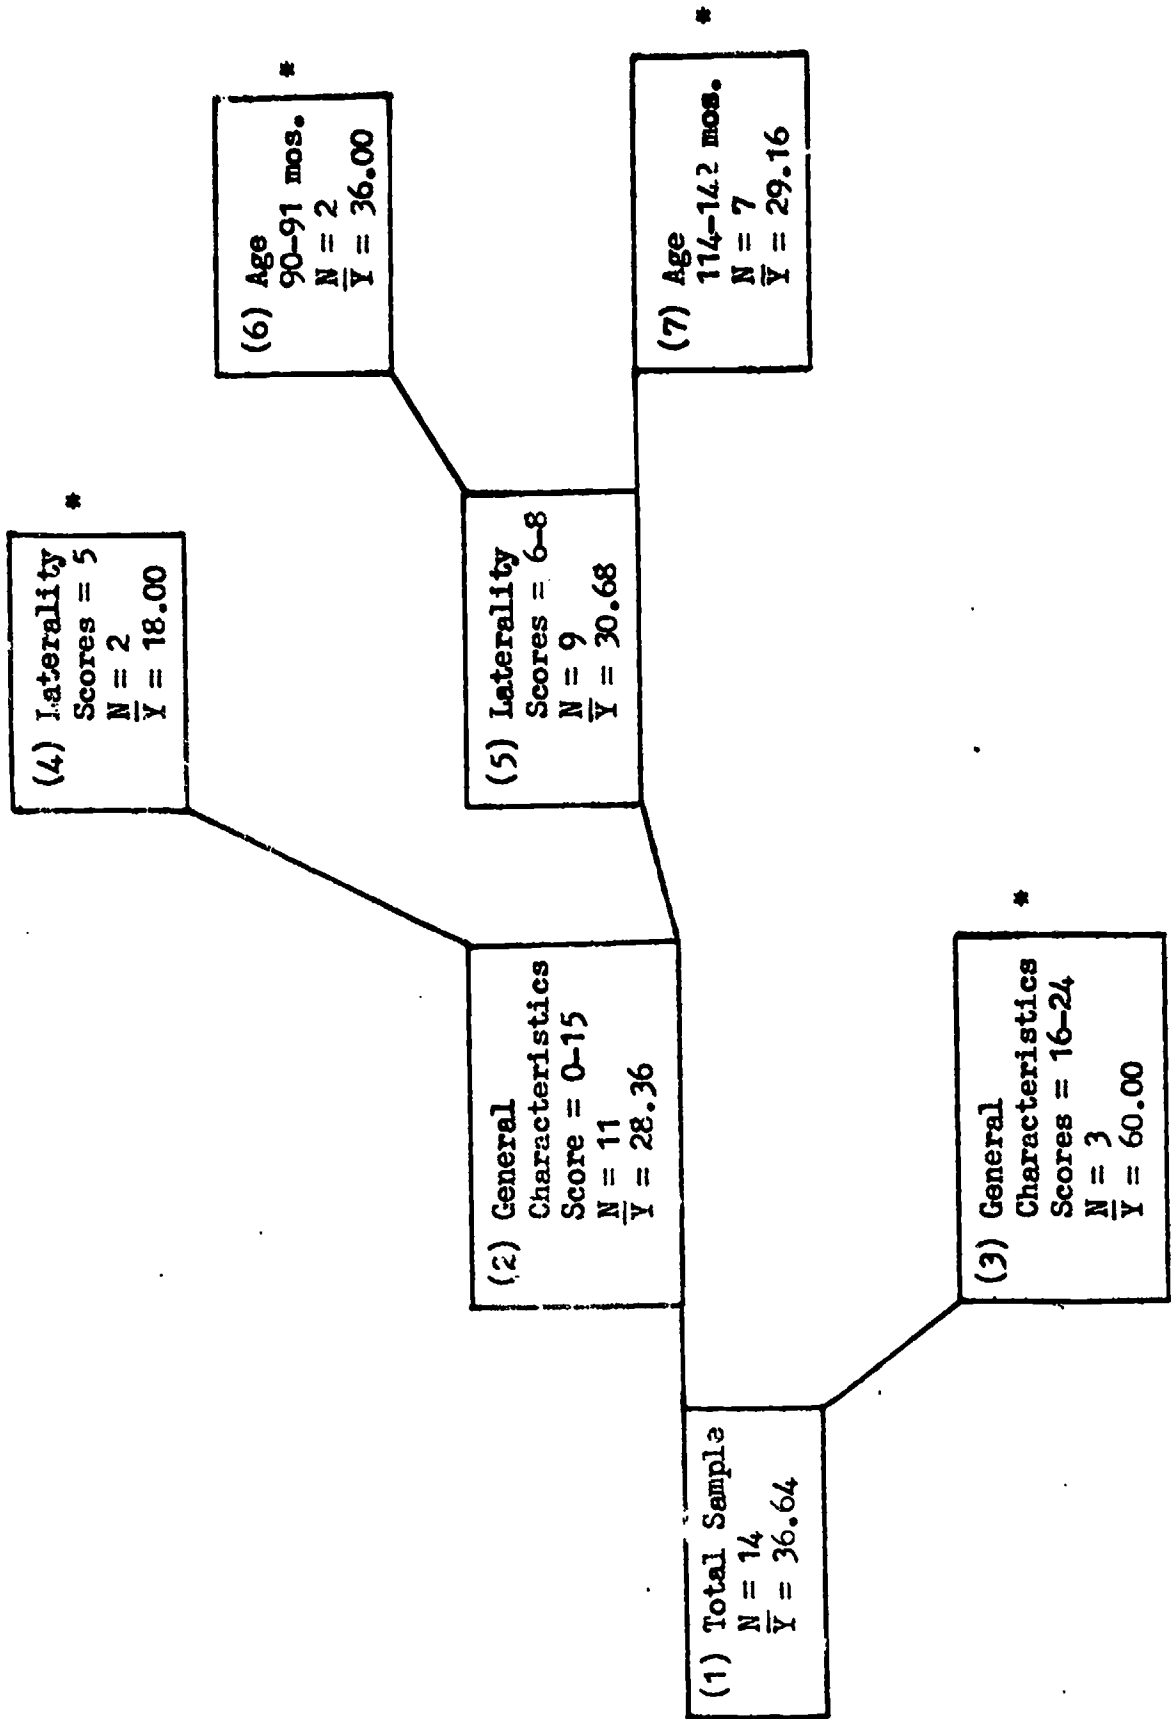 (1) Total Sample
N = 14
Y̅ = 36.64
(2) General
Characteristics
Score = 0-15
N = 11
Y̅ = 28.36
(3) General
Characteristics
Scores = 16-24
N = 3
Y̅ = 60.00
*
(4) Laterality
Scores = 5
N = 2
Y̅ = 18.00
*
(5) Laterality
Scores = 6-8
N = 9
Y̅ = 30.68
(6) Age
90-91 mos.
N = 2
Y̅ = 36.00
*
(7) Age
114-142 mos.
N = 7
Y̅ = 29.16
*